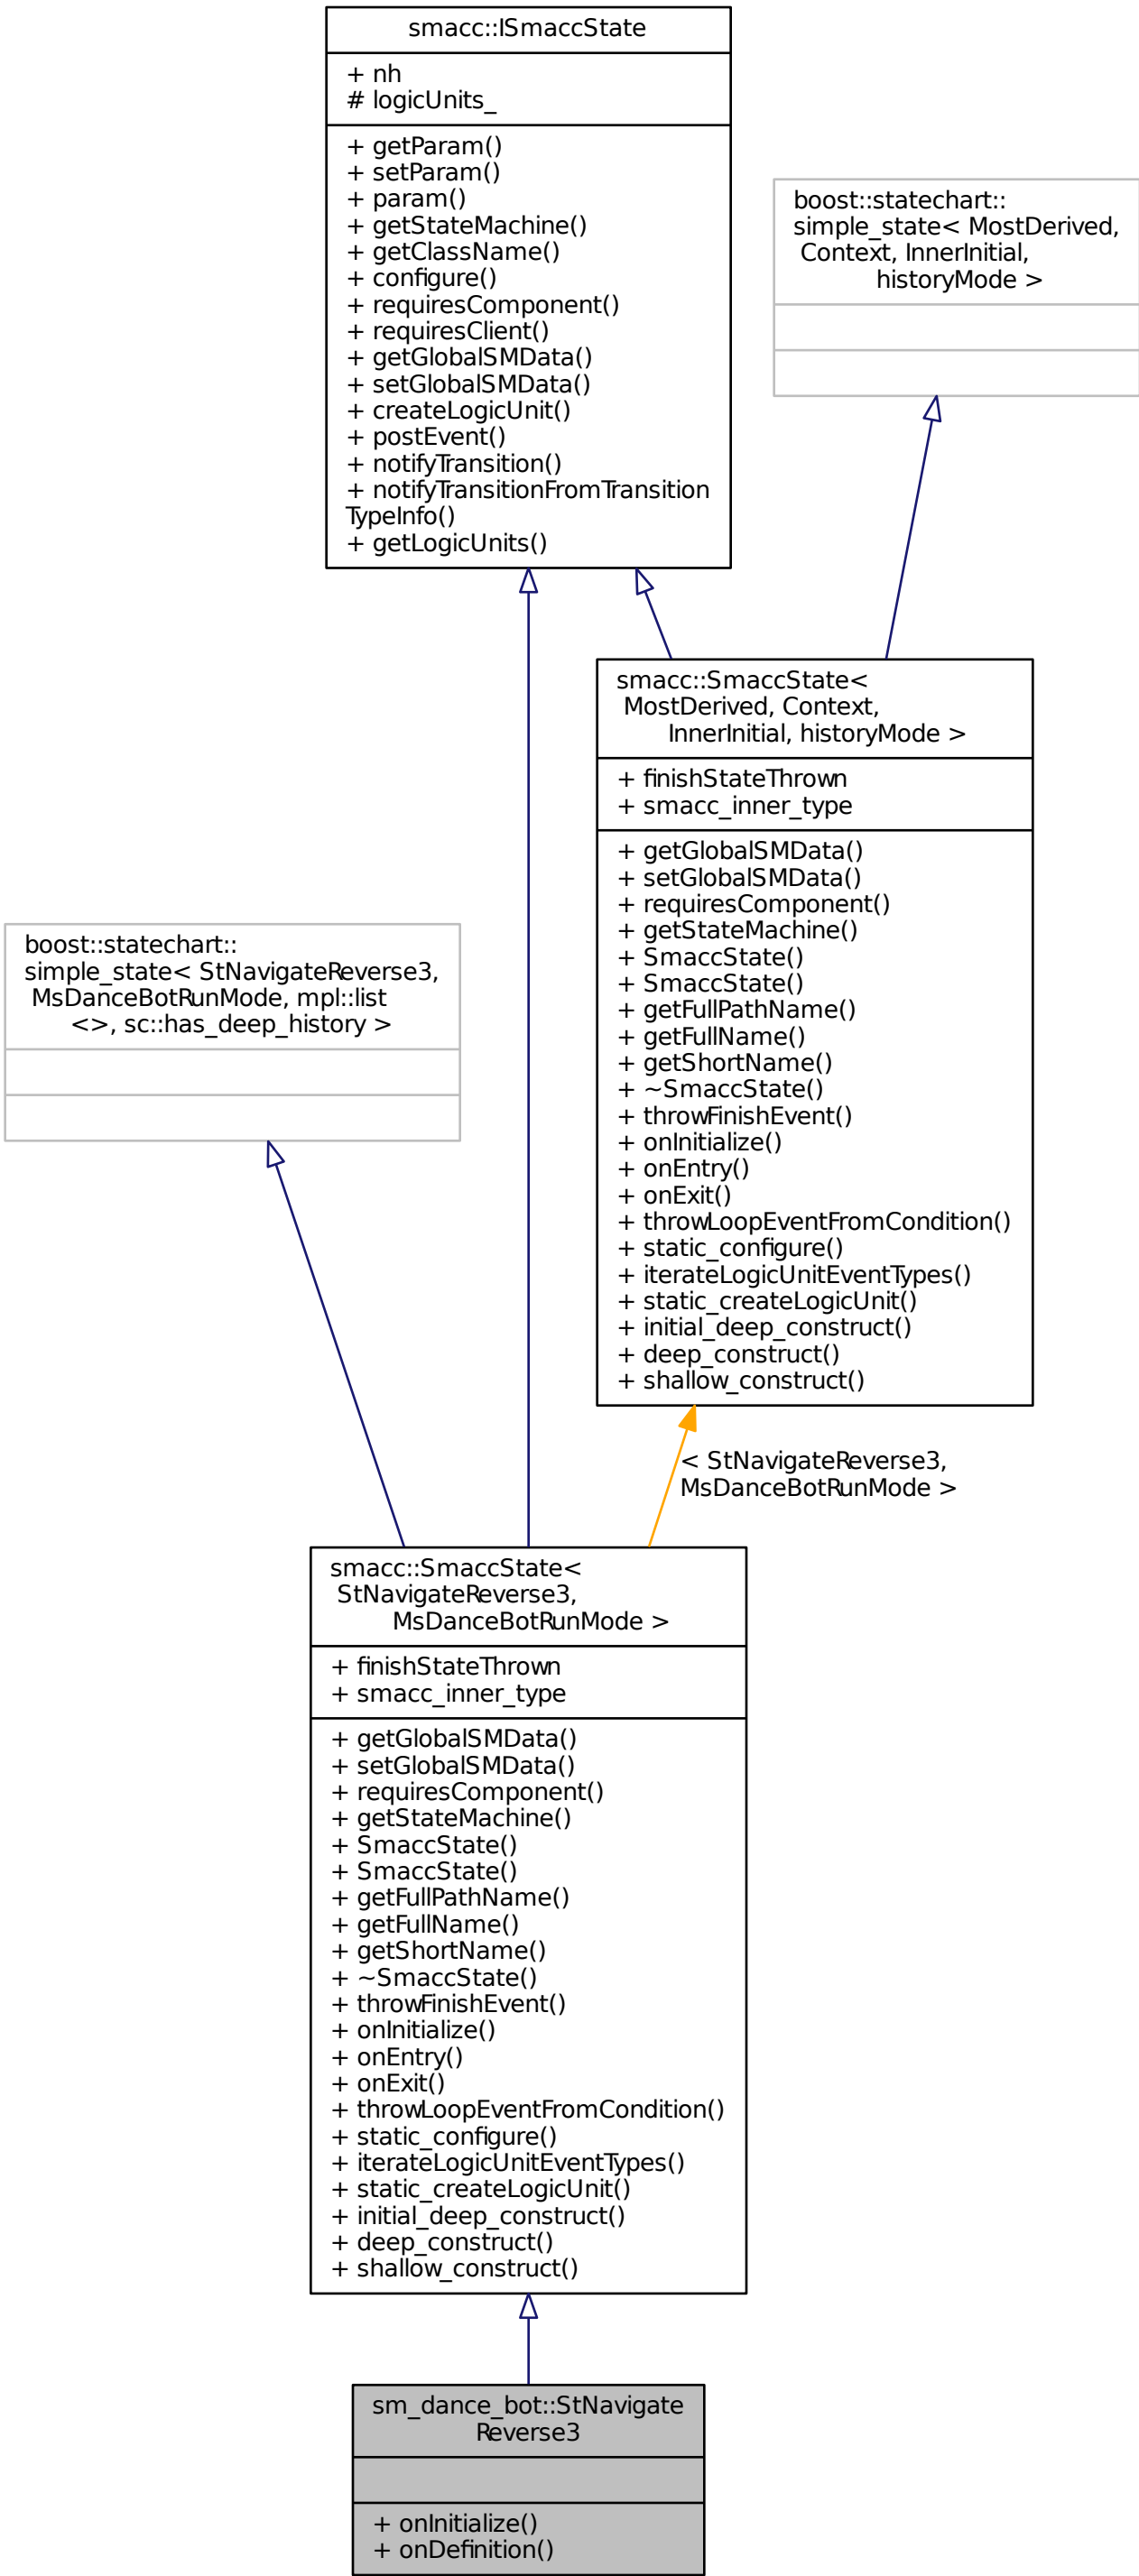 smacc::ISmaccState
+ nh
# logicUnits_
+ getParam()
+ setParam()
+ param()
+ getStateMachine()
+ getClassName()
+ configure()
+ requiresComponent()
+ requiresClient()
+ getGlobalSMData()
+ setGlobalSMData()
+ createLogicUnit()
+ postEvent()
+ notifyTransition()
+ notifyTransitionFromTransition
TypeInfo()
+ getLogicUnits()
boost::statechart::
simple_state< MostDerived,
Context, InnerInitial,
historyMode >
smacc::SmaccState<
MostDerived, Context,
InnerInitial, historyMode >
+ finishStateThrown
+ smacc_inner_type
+ getGlobalSMData()
+ setGlobalSMData()
+ requiresComponent()
+ getStateMachine()
+ SmaccState()
+ SmaccState()
+ getFullPathName()
+ getFullName()
+ getShortName()
+ ~SmaccState()
+ throwFinishEvent()
+ onInitialize()
+ onEntry()
+ onExit()
+ throwLoopEventFromCondition()
+ static_configure()
+ iterateLogicUnitEventTypes()
+ static_createLogicUnit()
+ initial_deep_construct()
+ deep_construct()
+ shallow_construct()
boost::statechart::
simple_state< StNavigateReverse3,
MsDanceBotRunMode, mpl::list
<>, sc::has_deep_history >
< StNavigateReverse3,
MsDanceBotRunMode >
smacc::SmaccState<
StNavigateReverse3,
MsDanceBotRunMode >
+ finishStateThrown
+ smacc_inner_type
+ getGlobalSMData()
+ setGlobalSMData()
+ requiresComponent()
+ getStateMachine()
+ SmaccState()
+ SmaccState()
+ getFullPathName()
+ getFullName()
+ getShortName()
+ ~SmaccState()
+ throwFinishEvent()
+ onInitialize()
+ onEntry()
+ onExit()
+ throwLoopEventFromCondition()
+ static_configure()
+ iterateLogicUnitEventTypes()
+ static_createLogicUnit()
+ initial_deep_construct()
+ deep_construct()
+ shallow_construct()
sm_dance_bot::StNavigate
Reverse3
+ onInitialize()
+ onDefinition()